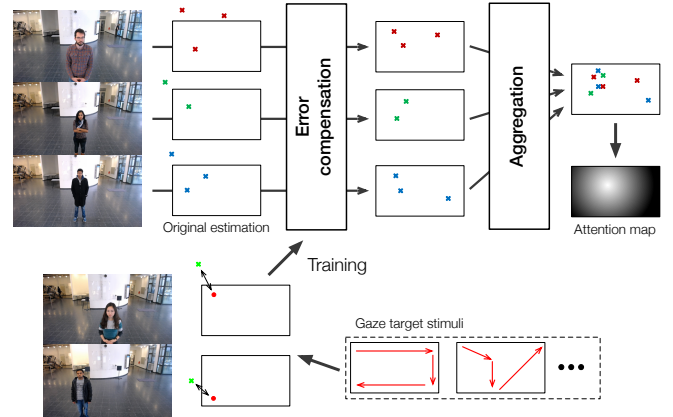 Error
compensation
Aggregation
Original estimation
Attention map
Training
Gaze target stimuli